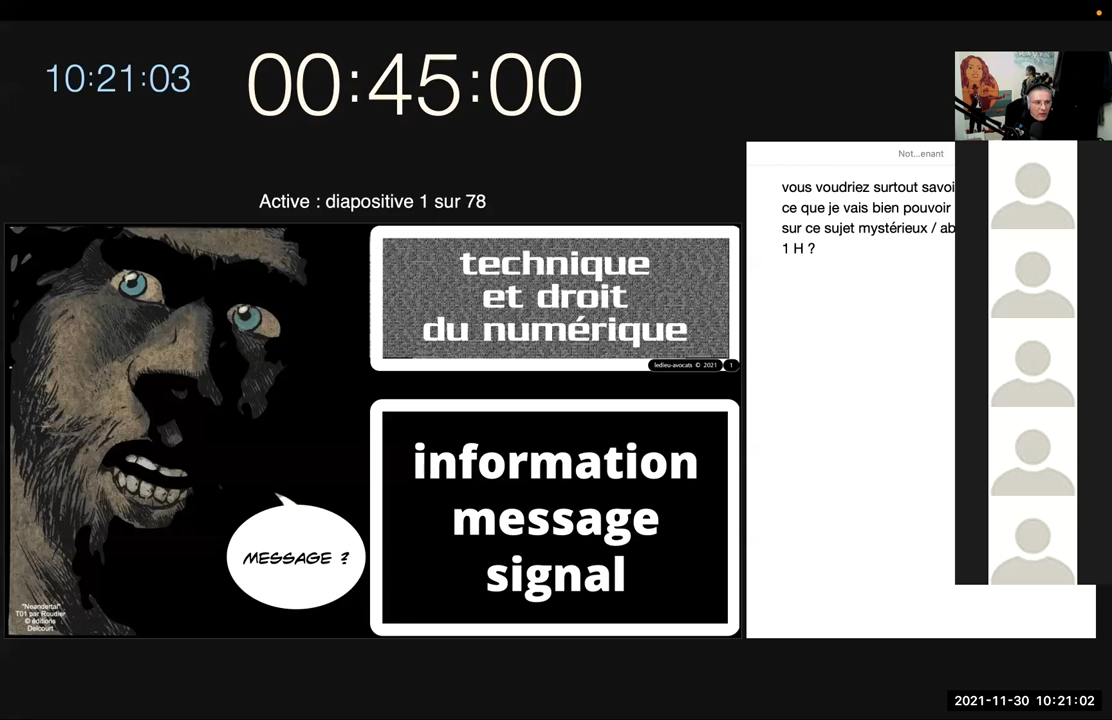 10:21:03
00:45:00
Active : diapositive 1 sur 78
Not...enant
vous voudriez surtout savoi
ce que je vais bien pouvoir
sur ce sujet mystérieux / ab
1 H ?
technique
et droit
du numérique
ledieu-avocats © 2021 1
information
message
signal
MESSAGE ?
"Neandertal"
T01 par Roudier
© éditions
Delcourt
2021-11-30 10:21:02